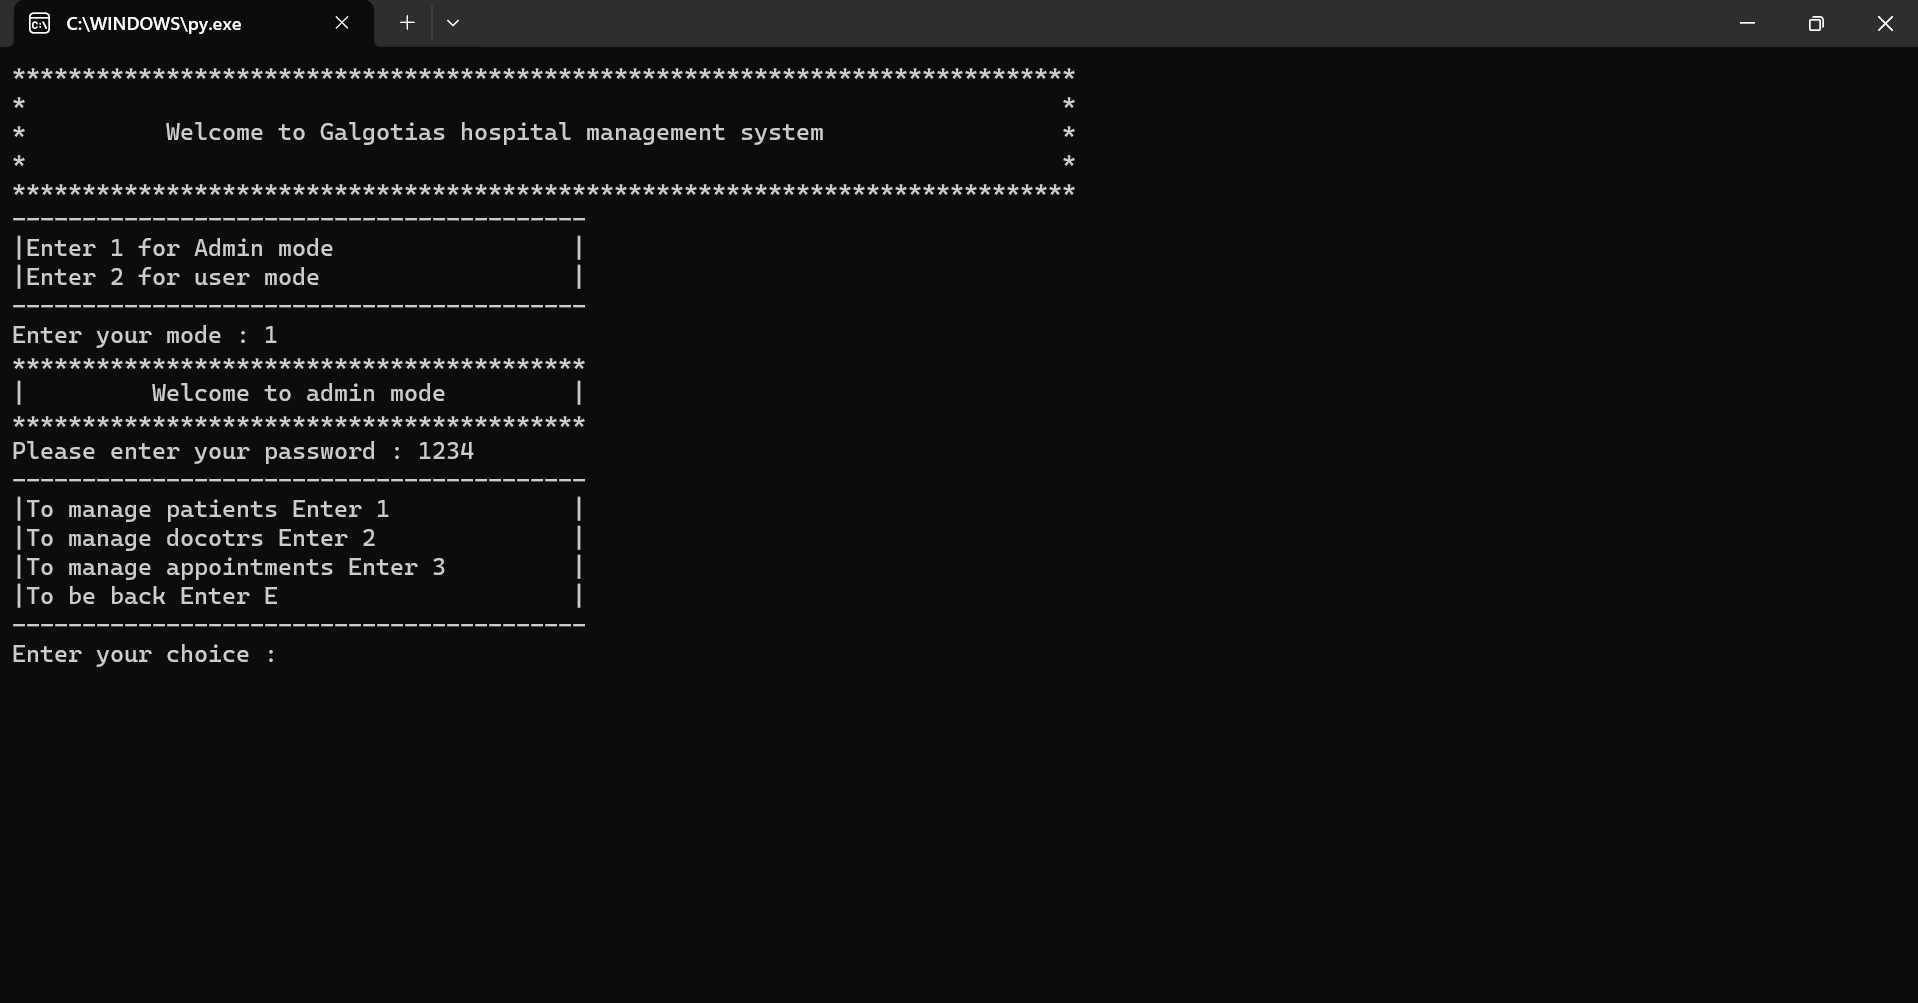 C:\WINDOWS\py.exe
****************************************************************************
*                                                                          *
*          Welcome to Galgotias hospital management system                 *
*                                                                          *
****************************************************************************
-----------------------------------------
|Enter 1 for Admin mode                 |
|Enter 2 for user mode                  |
-----------------------------------------
Enter your mode : 1
*****************************************
|         Welcome to admin mode         |
*****************************************
Please enter your password : 1234
-----------------------------------------
|To manage patients Enter 1             |
|To manage docotrs Enter 2              |
|To manage appointments Enter 3         |
|To be back Enter E                     |
-----------------------------------------
Enter your choice :